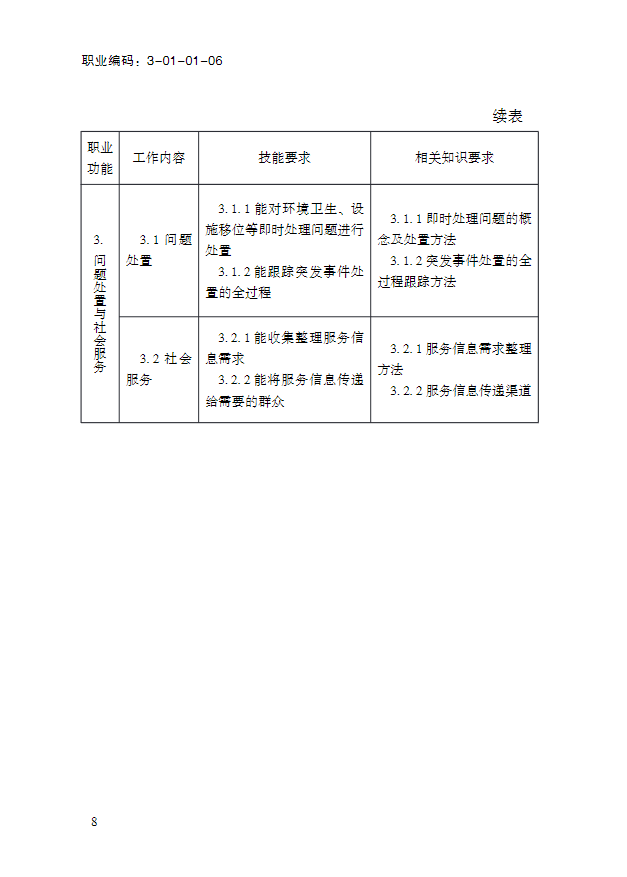 职业编码：3-01-01-06
续表
职业
功能
工作内容
技能要求
相关知识要求
3.
问
题
处
置
与
社
会
服
务
3.1 问题
处置
3.1.1 能对环境卫生、设
施移位等即时处理问题进行
处置
3.1.2 能跟踪突发事件处
置的全过程
3.1.1 即时处理问题的概
念及处置方法
3.1.2 突发事件处置的全
过程跟踪方法
3.2 社会
服务
3.2.1 能收集整理服务信
息需求
3.2.2 能将服务信息传递
给需要的群众
3.2.1 服务信息需求整理
方法
3.2.2 服务信息传递渠道
8